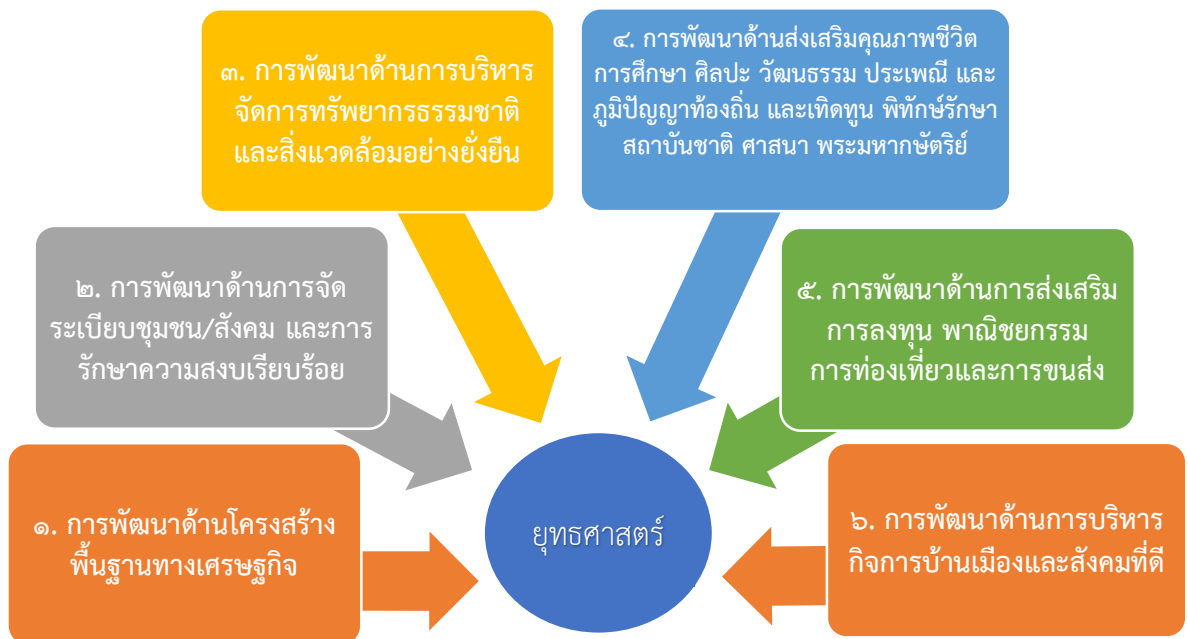 ๓. การพัฒนาด้านการบริหาร
จัดการทรัพยากรธรรมชาติ
และสิ่งแวดล้อมอย่างยั่งยืน
๔. การพัฒนาด้านส่งเสริมคุณภาพชีวิต
การศึกษา ศิลปะ วัฒนธรรม ประเพณี และ
ภูมิปัญญาท้องถิ่น และเทิดทูน พิทักษ์รักษา
สถาบันชาติ ศาสนา พระมหากษัตริย์
๒. การพัฒนาด้านการจัด
ระเบียบชุมชน/สังคม และการ
รักษาความสงบเรียบร้อย
๕. การพัฒนาด้านการส่งเสริม
การลงทุน พาณิชยกรรม
การท่องเที่ยวและการขนส่ง
๑. การพัฒนาด้านโครงสร้าง
พื้นฐานทางเศรษฐกิจ
ยุทธศาสตร์
๖. การพัฒนาด้านการบริหาร
กิจการบ้านเมืองและสังคมที่ดี